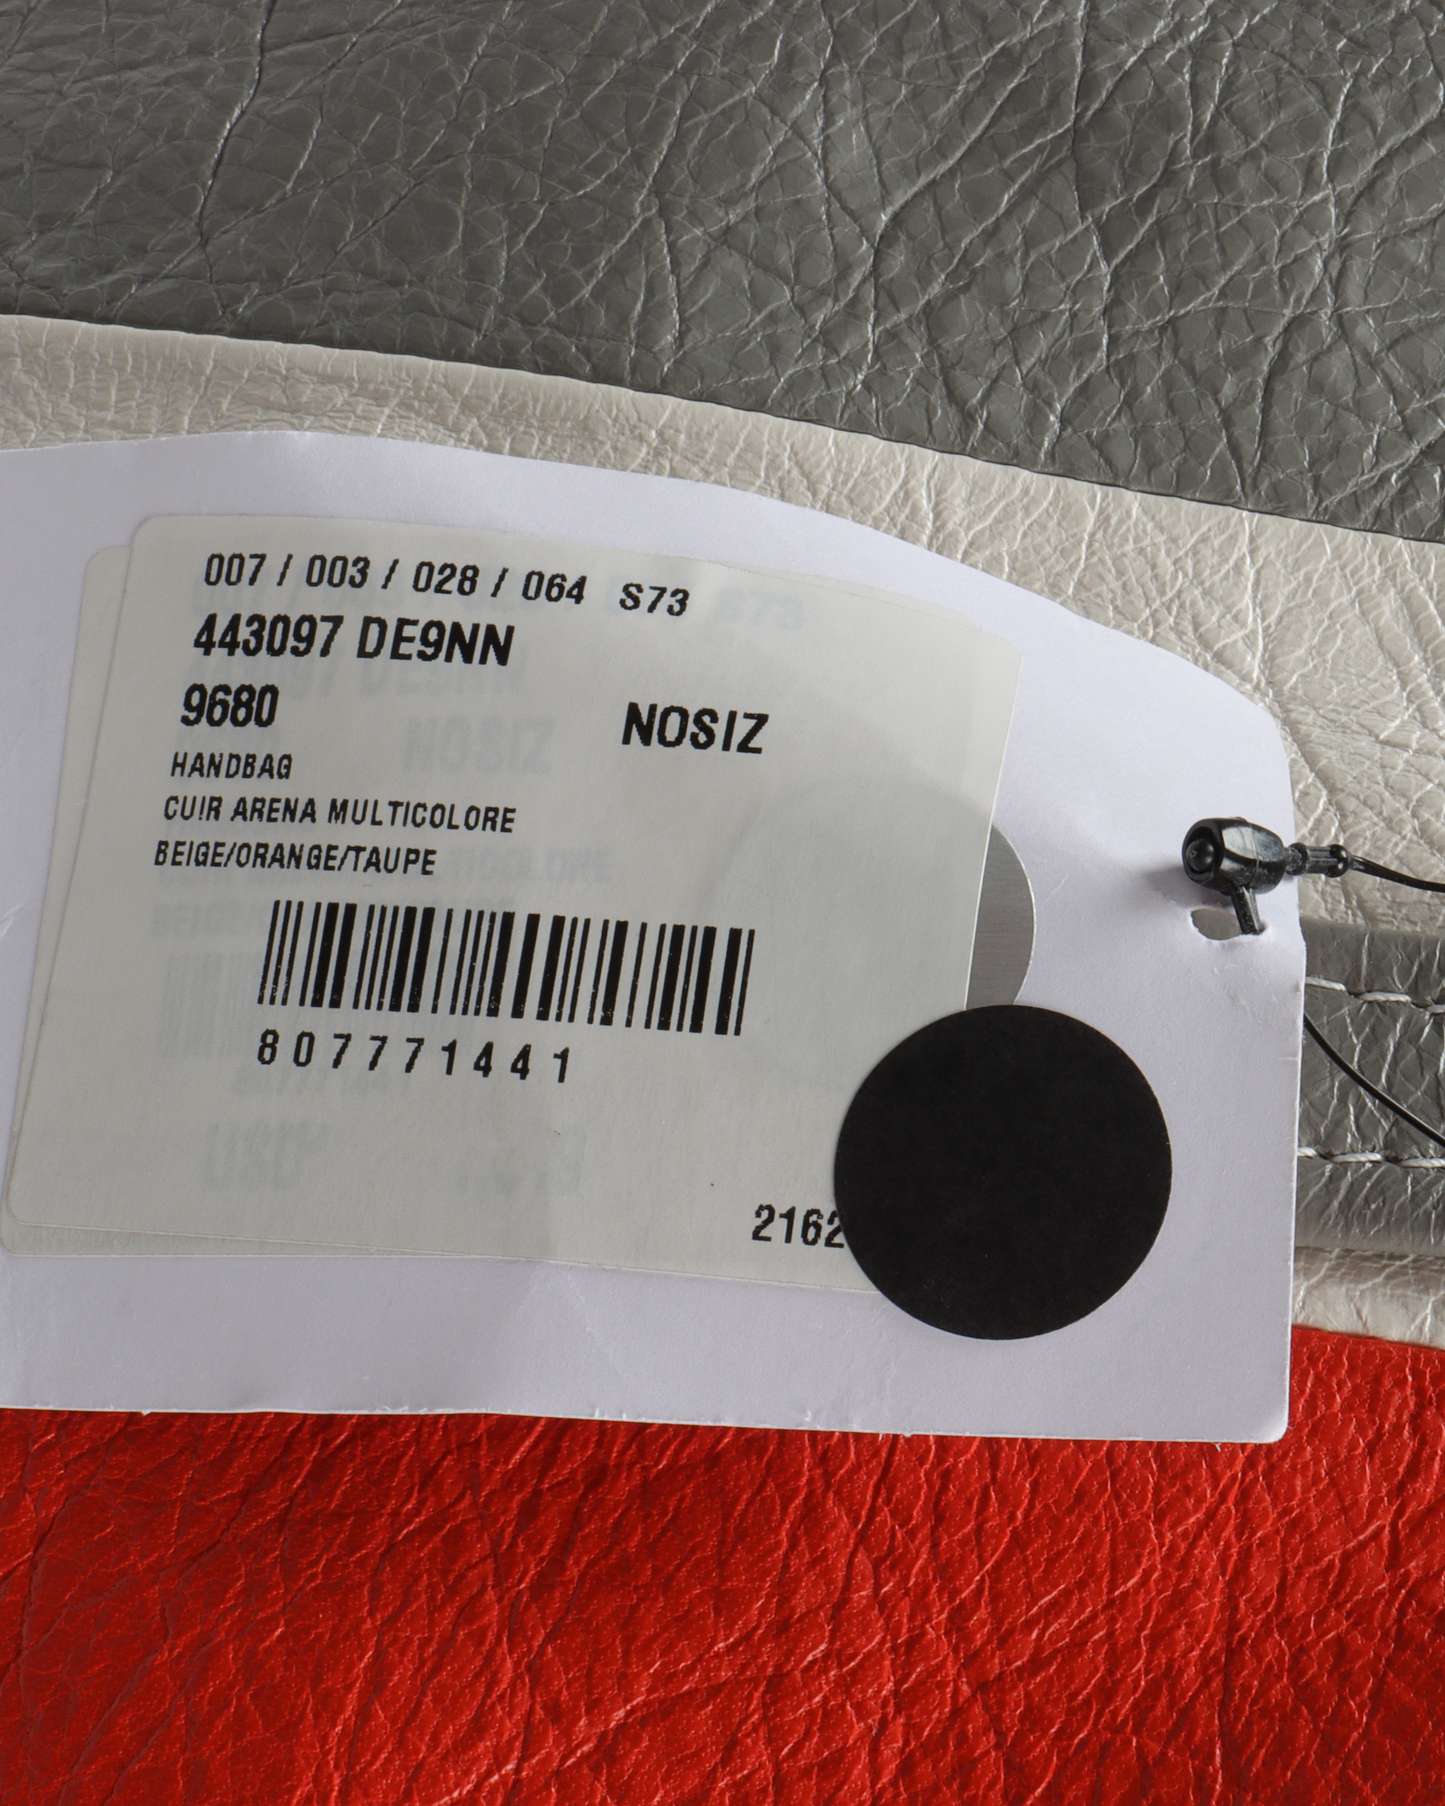 007 / 003 / 028 / 064 S73
443097 DE9NN
9680 NOSIZ
HANDBAG
CUIR ARENA MULTICOLORE
BEIGE/ORANGE/TAUPE
807771441
2162